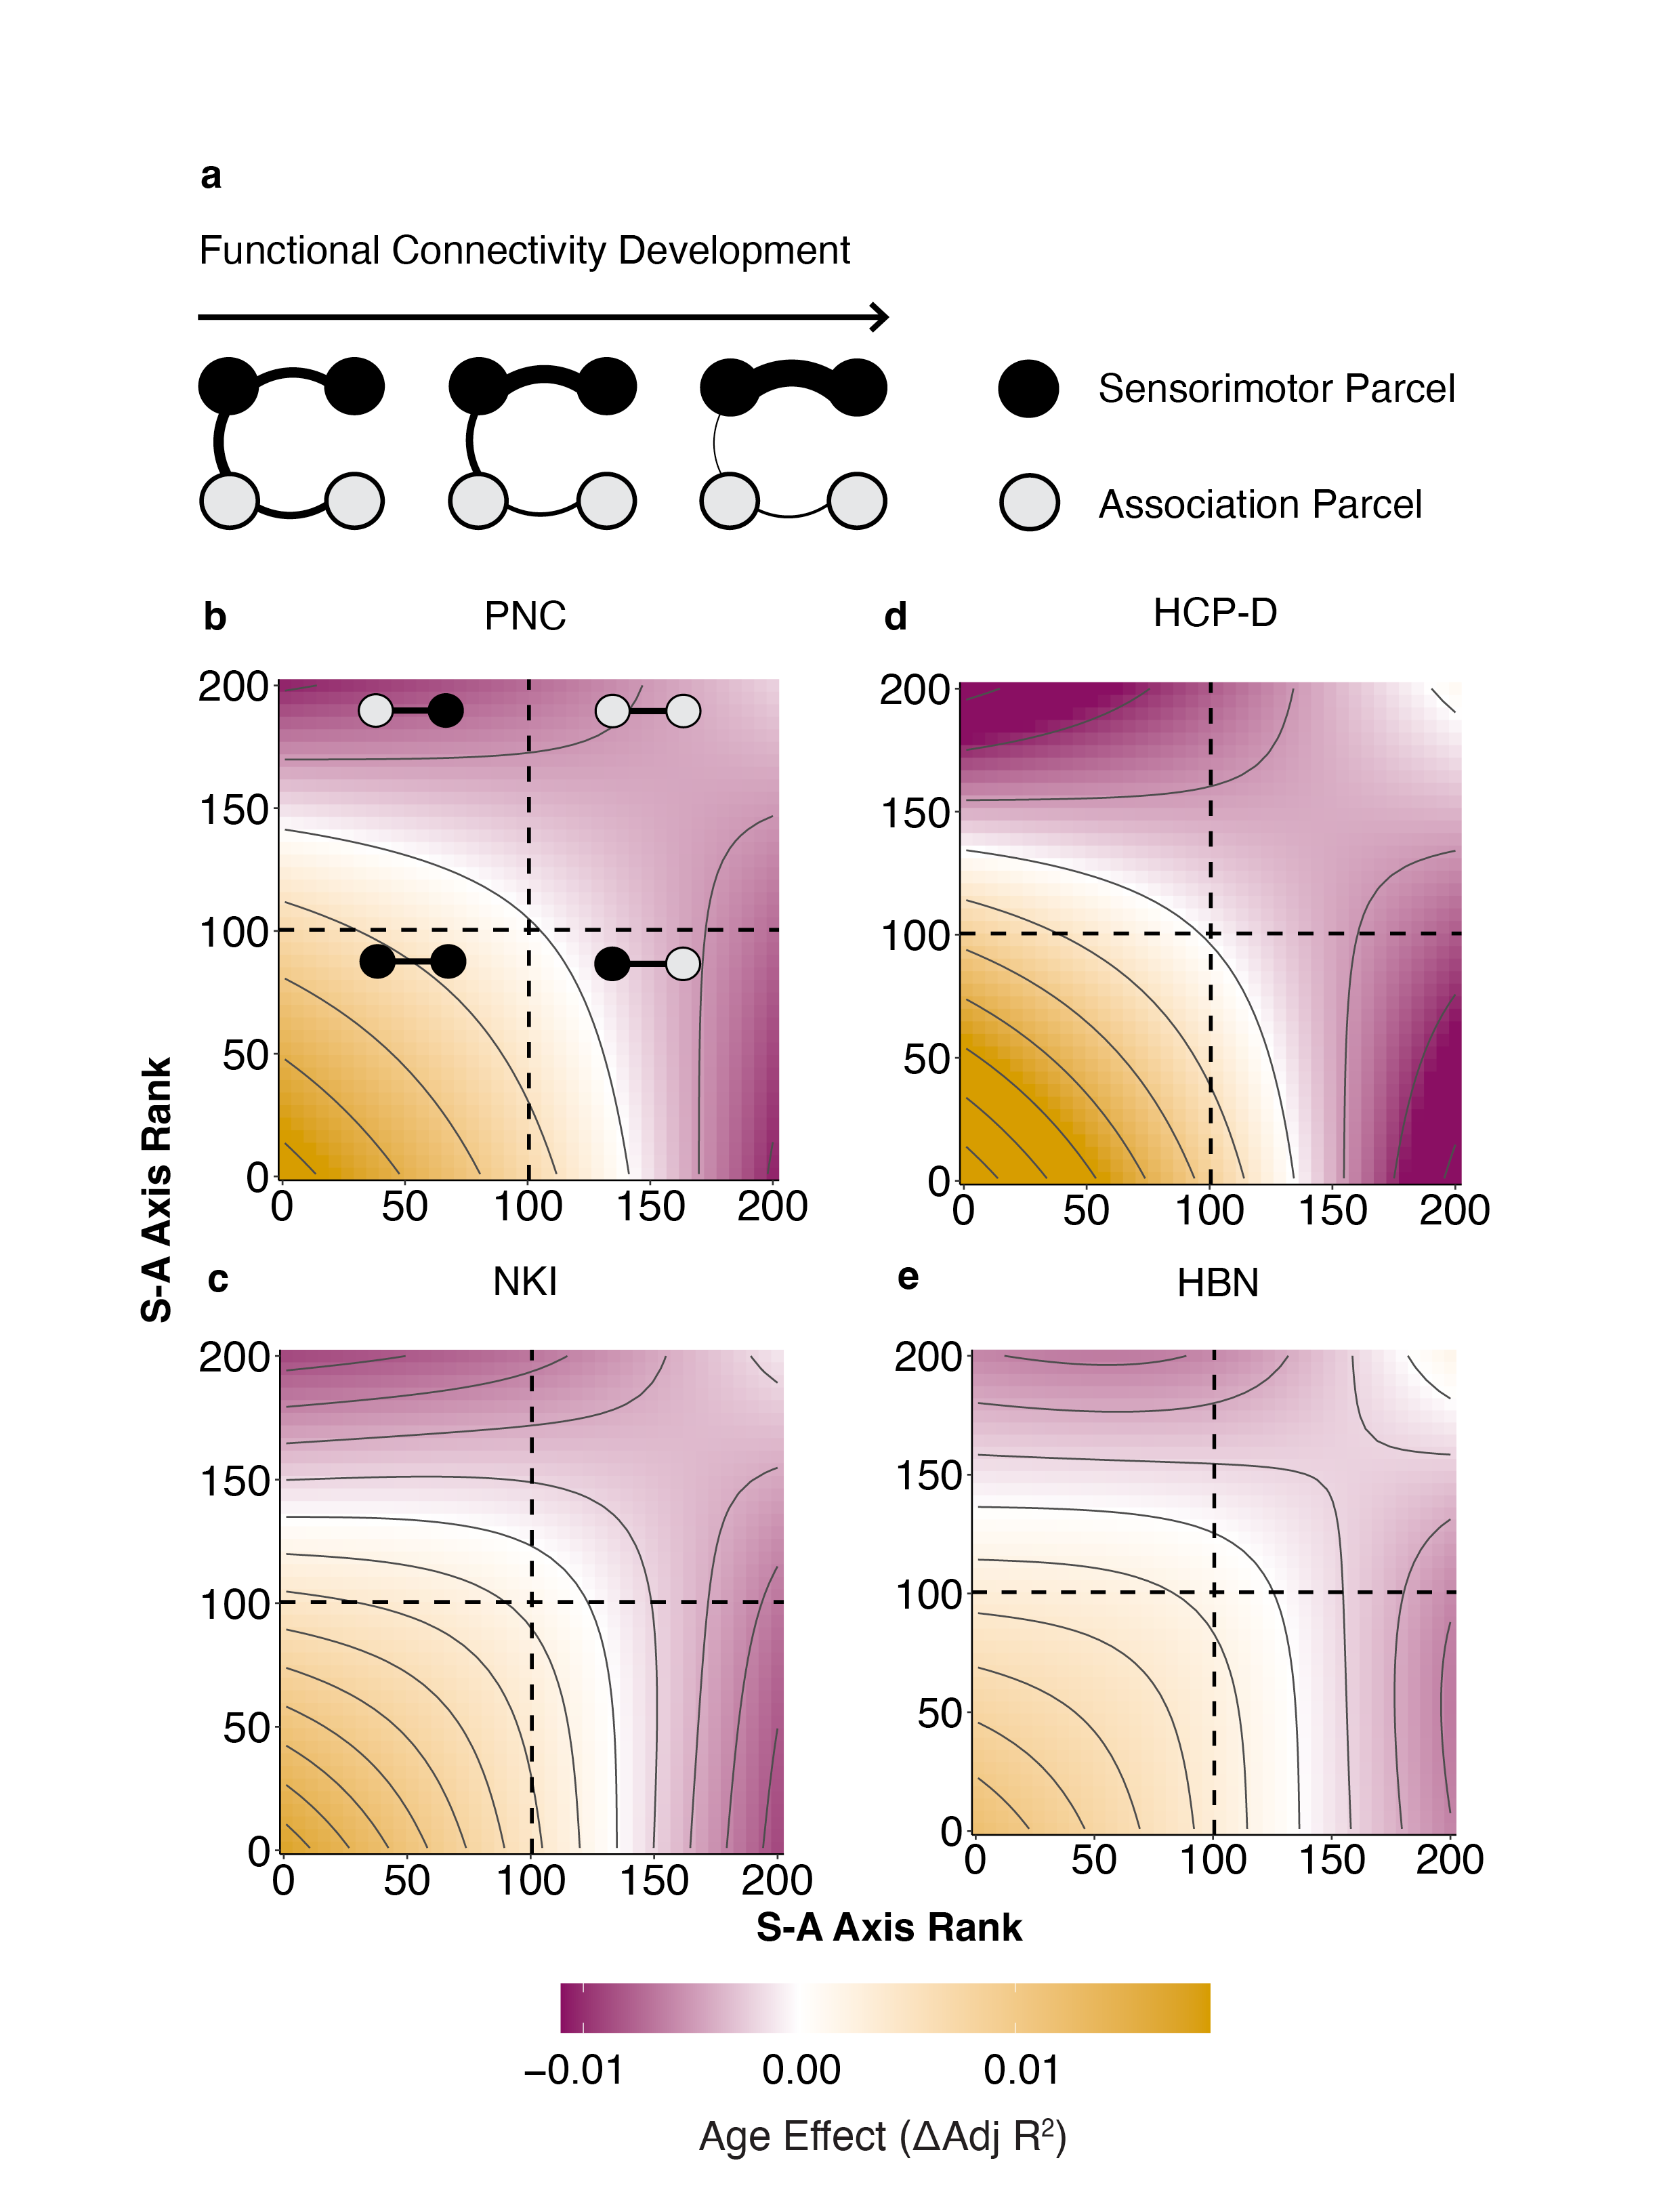 a
Functional Connectivity Development
Sensorimotor Parcel
Association Parcel
b
PNC
200
150
100
50
0
0 50 100 150 200
d
HCP-D
200
150
100
50
0
0 50 100 150 200
S-A Axis Rank
c
NKI
200
150
100
50
0
0 50 100 150 200
e
HBN
200
150
100
50
0
0 50 100 150 200
S-A Axis Rank
−0.01 0.00 0.01
Age Effect (ΔAdj R²)